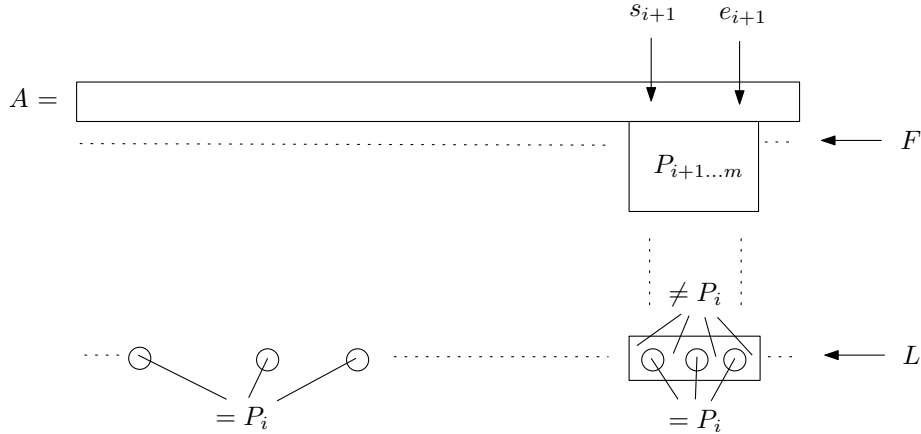 s_{i+1} e_{i+1}
A =
F
P_{i+1...m}
≠ P_i
L
= P_i = P_i